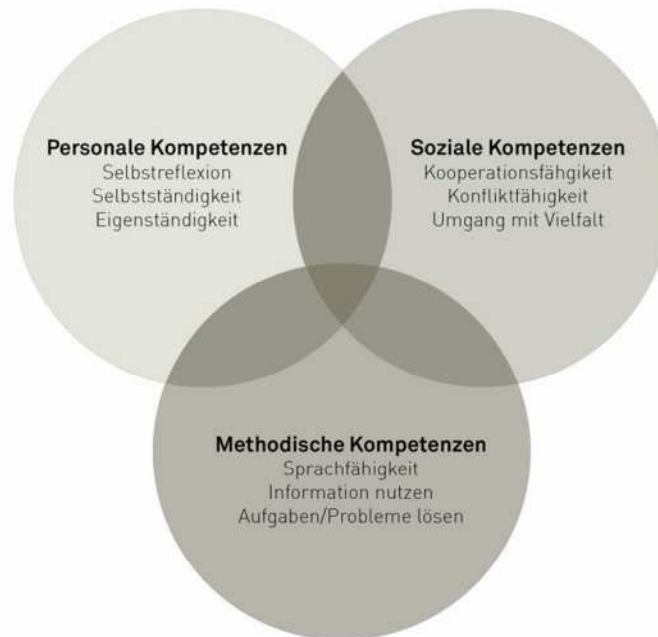 Personale Kompetenzen
Selbstreflexion
Selbstständigkeit
Eigenständigkeit
Soziale Kompetenzen
Kooperationsfähgikeit
Konfliktfähigkeit
Umgang mit Vielfalt
Methodische Kompetenzen
Sprachfähigkeit
Information nutzen
Aufgaben/Probleme lösen